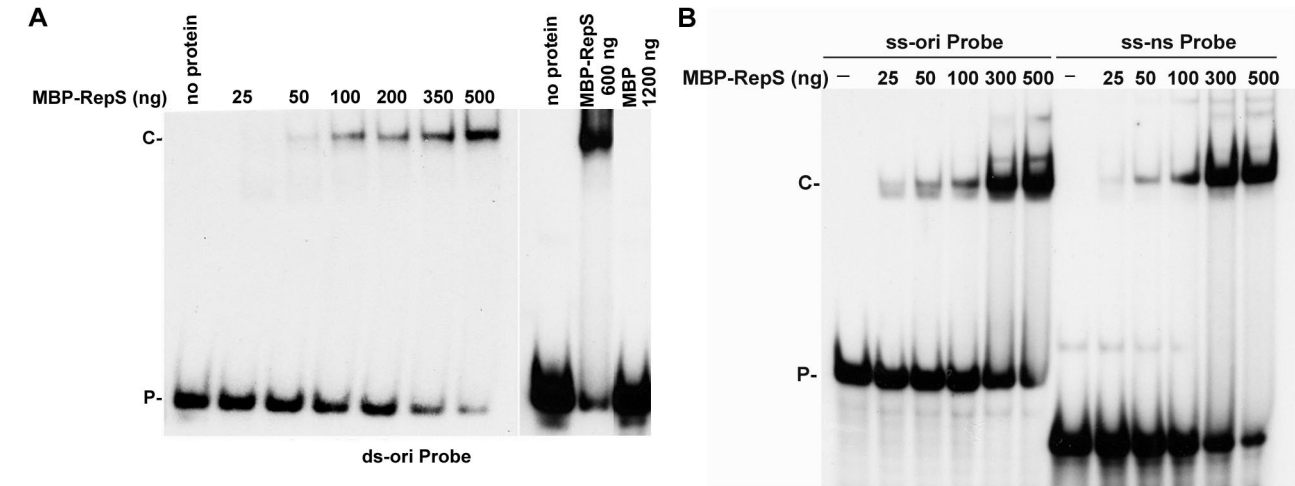 A
no protein
MBP-RepS (ng)
25 50 100 200 350 500
no protein
MBP-RepS
600 ng
MBP
1200 ng
C-
P-
ds-ori Probe
B
ss-ori Probe ss-ns Probe
MBP-RepS (ng) – 25 50 100 300 500 – 25 50 100 300 500
C-
P-